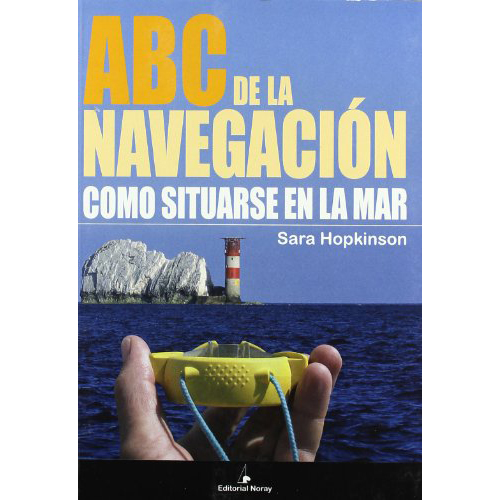 ABC DE LA
NAVEGACIÓN
COMO SITUARSE EN LA MAR
Sara Hopkinson
Editorial Noray